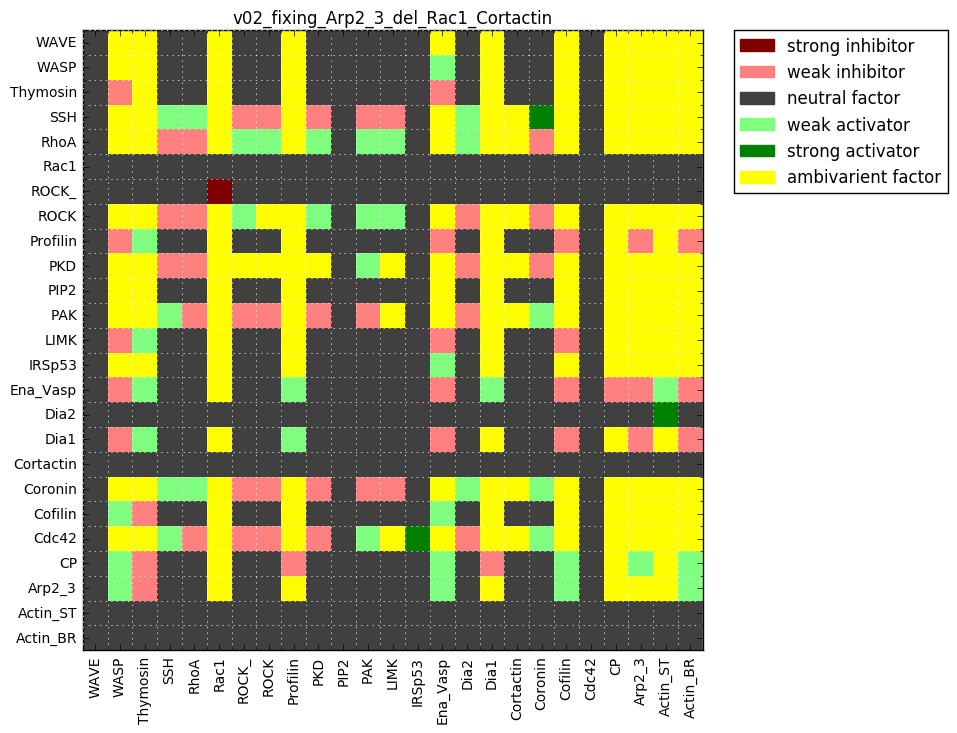 v02_fixing_Arp2_3_del_Rac1_Cortactin
WAVE
WASP
Thymosin
SSH
RhoA
Rac1
ROCK_
ROCK
Profilin
PKD
PIP2
PAK
LIMK
IRSp53
Ena_Vasp
Dia2
Dia1
Cortactin
Coronin
Cofilin
Cdc42
CP
Arp2_3
Actin_ST
Actin_BR
WAVE
WASP
Thymosin
SSH
RhoA
Rac1
ROCK_
ROCK
Profilin
PKD
PIP2
PAK
LIMK
IRSp53
Ena_Vasp
Dia2
Dia1
Cortactin
Coronin
Cofilin
Cdc42
CP
Arp2_3
Actin_ST
Actin_BR
strong inhibitor
weak inhibitor
neutral factor
weak activator
strong activator
ambivarient factor